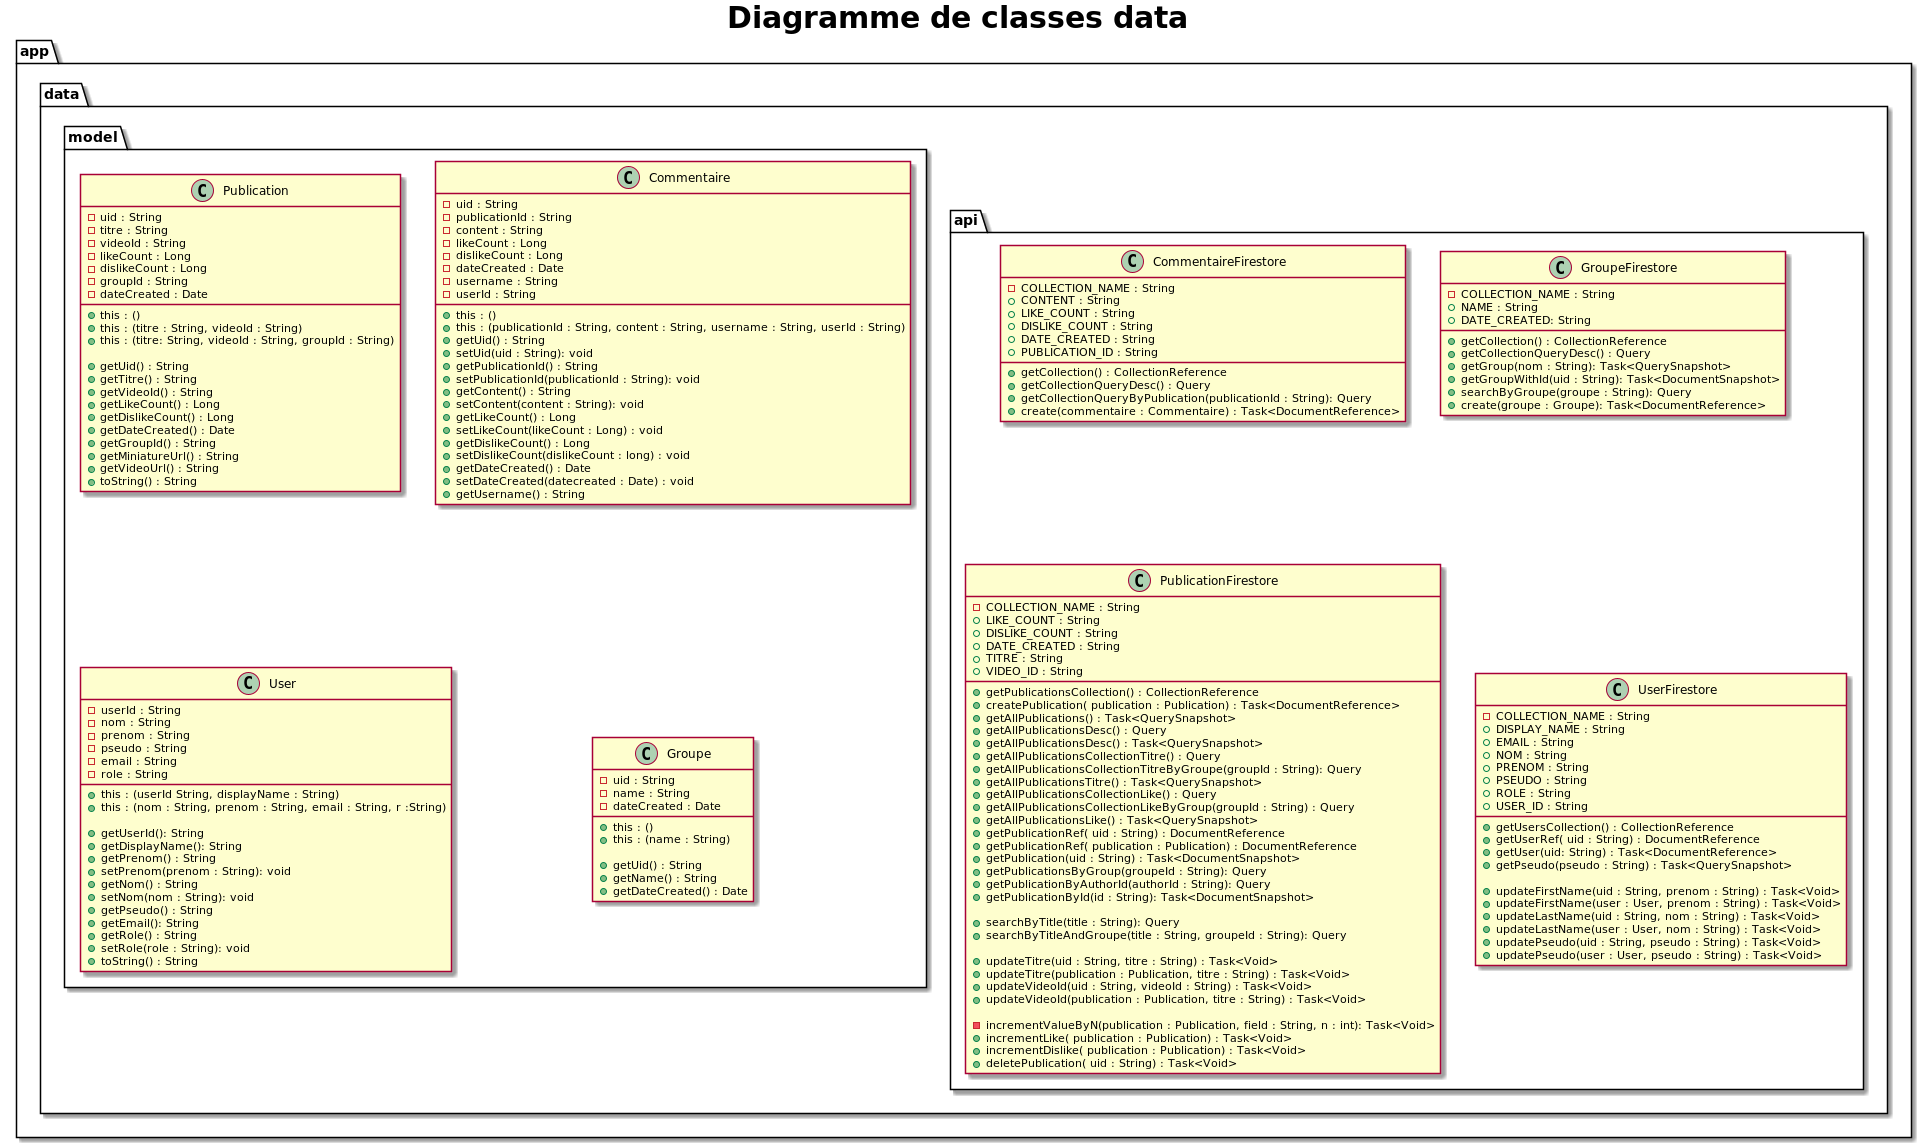 Diagramme de classes data
app
data
model
C Publication
uid : String
titre : String
videoId : String
likeCount : Long
dislikeCount : Long
groupId : String
dateCreated : Date
this : ()
this : (titre : String, videoId : String)
this : (titre: String, videoId : String, groupId : String)
getUid() : String
getTitre() : String
getVideoId() : String
getLikeCount() : Long
getDislikeCount() : Long
getDateCreated() : Date
getGroupId() : String
getMiniatureUrl() : String
getVideoUrl() : String
toString() : String
C Commentaire
uid : String
publicationId : String
content : String
likeCount : Long
dislikeCount : Long
dateCreated : Date
username : String
userId : String
this : ()
this : (publicationId : String, content : String, username : String, userId : String)
getUid() : String
setUid(uid : String): void
getPublicationId() : String
setPublicationId(publicationId : String): void
getContent() : String
setContent(content : String): void
getLikeCount() : Long
setLikeCount(likeCount : Long) : void
getDislikeCount() : Long
setDislikeCount(dislikeCount : long) : void
getDateCreated() : Date
setDateCreated(datecreated : Date) : void
getUsername() : String
C User
userId : String
nom : String
prenom : String
pseudo : String
email : String
role : String
this : (userId String, displayName : String)
this : (nom : String, prenom : String, email : String, r :String)
getUserId(): String
getDisplayName(): String
getPrenom() : String
setPrenom(prenom : String): void
getNom() : String
setNom(nom : String): void
getPseudo() : String
getEmail(): String
getRole() : String
setRole(role : String): void
toString() : String
C Groupe
uid : String
name : String
dateCreated : Date
this : ()
this : (name : String)
getUid() : String
getName() : String
getDateCreated() : Date
api
C CommentaireFirestore
COLLECTION_NAME : String
CONTENT : String
LIKE_COUNT : String
DISLIKE_COUNT : String
DATE_CREATED : String
PUBLICATION_ID : String
getCollection() : CollectionReference
getCollectionQueryDesc() : Query
getCollectionQueryByPublication(publicationId : String): Query
create(commentaire : Commentaire) : Task<DocumentReference>
C GroupeFirestore
COLLECTION_NAME : String
NAME : String
DATE_CREATED: String
getCollection() : CollectionReference
getCollectionQueryDesc() : Query
getGroup(nom : String): Task<QuerySnapshot>
getGroupWithId(uid : String): Task<DocumentSnapshot>
searchByGroupe(groupe : String): Query
create(groupe : Groupe): Task<DocumentReference>
C PublicationFirestore
COLLECTION_NAME : String
LIKE_COUNT : String
DISLIKE_COUNT : String
DATE_CREATED : String
TITRE : String
VIDEO_ID : String
getPublicationsCollection() : CollectionReference
createPublication( publication : Publication) : Task<DocumentReference>
getAllPublications() : Task<QuerySnapshot>
getAllPublicationsDesc() : Query
getAllPublicationsDesc() : Task<QuerySnapshot>
getAllPublicationsCollectionTitre() : Query
getAllPublicationsCollectionTitreByGroupe(groupId : String): Query
getAllPublicationsTitre() : Task<QuerySnapshot>
getAllPublicationsCollectionLike() : Query
getAllPublicationsCollectionLikeByGroup(groupId : String) : Query
getAllPublicationsLike() : Task<QuerySnapshot>
getPublicationRef( uid : String) : DocumentReference
getPublicationRef( publication : Publication) : DocumentReference
getPublication(uid : String) : Task<DocumentSnapshot>
getPublicationsByGroup(groupeId : String): Query
getPublicationByAuthorId(authorId : String): Query
getPublicationById(id : String): Task<DocumentSnapshot>
searchByTitle(title : String): Query
searchByTitleAndGroupe(title : String, groupeId : String): Query
updateTitre(uid : String, titre : String) : Task<Void>
updateTitre(publication : Publication, titre : String) : Task<Void>
updateVideoId(uid : String, videoId : String) : Task<Void>
updateVideoId(publication : Publication, titre : String) : Task<Void>
incrementValueByN(publication : Publication, field : String, n : int): Task<Void>
incrementLike( publication : Publication) : Task<Void>
incrementDislike( publication : Publication) : Task<Void>
deletePublication( uid : String) : Task<Void>
C UserFirestore
COLLECTION_NAME : String
DISPLAY_NAME : String
EMAIL : String
NOM : String
PRENOM : String
PSEUDO : String
ROLE : String
USER_ID : String
getUsersCollection() : CollectionReference
getUserRef( uid : String) : DocumentReference
getUser(uid: String) : Task<DocumentReference>
getPseudo(pseudo : String) : Task<QuerySnapshot>
updateFirstName(uid : String, prenom : String) : Task<Void>
updateFirstName(user : User, prenom : String) : Task<Void>
updateLastName(uid : String, nom : String) : Task<Void>
updateLastName(user : User, nom : String) : Task<Void>
updatePseudo(uid : String, pseudo : String) : Task<Void>
updatePseudo(user : User, pseudo : String) : Task<Void>